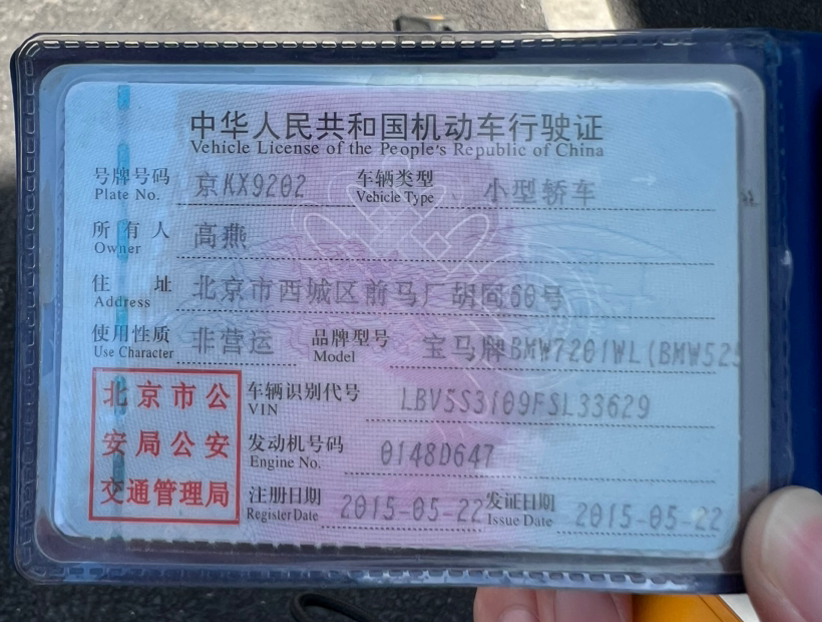 中华人民共和国机动车行驶证
Vehicle License of the People's Republic of China
号牌号码 京KX9202 车辆类型 小型轿车
Plate No. Vehicle Type
所有人 高燕
Owner
住址 北京市西城区前马厂胡同60号
Address
使用性质 非营运 品牌型号 宝马牌BMW7201WL(BMW525
Use Character Model
北京市公安局公安交通管理局
车辆识别代号 LBV5S3109FSL33629
VIN
发动机号码 0148D647
Engine No.
注册日期 2015-05-22 发证日期 2015-05-22
Register Date Issue Date